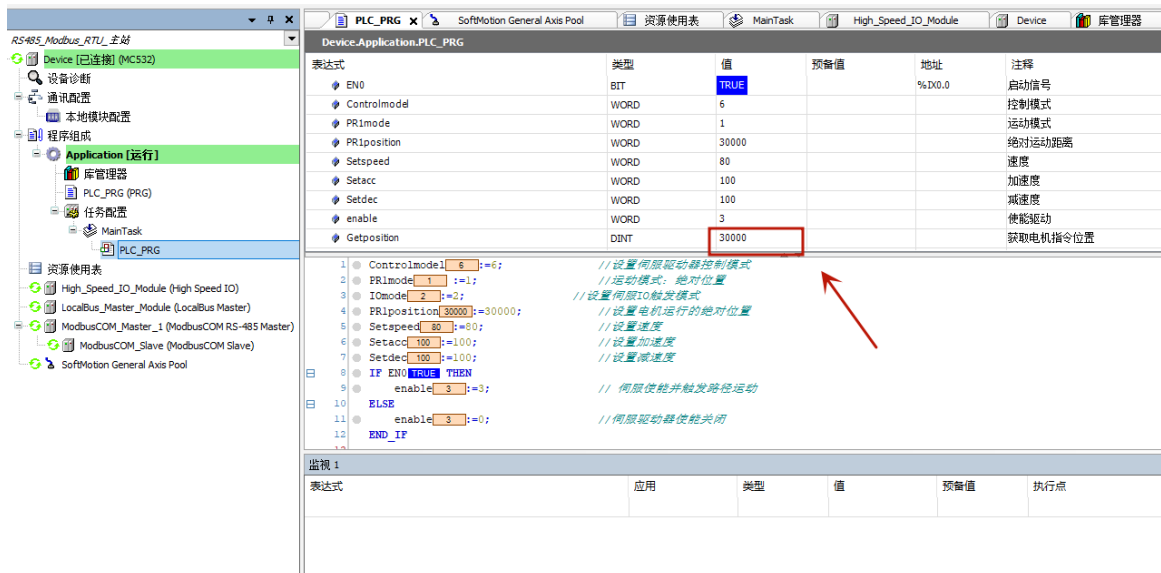 PLC_PRG SoftMotion General Axis Pool 资源使用表 MainTask High_Speed_IO_Module Device 库管理器
RS485_Modbus_RTU_主站
Device [已连接] (MC532)
设备诊断
通讯配置
本地模块配置
程序组成
Application [运行]
库管理器
PLC_PRG (PRG)
任务配置
MainTask
PLC_PRG
资源使用表
High_Speed_IO_Module (High Speed IO)
LocalBus_Master_Module (LocalBus Master)
ModbusCOM_Master_1 (ModbusCOM RS-485 Master)
ModbusCOM_Slave (ModbusCOM Slave)
SoftMotion General Axis Pool
Device.Application.PLC_PRG
表达式 类型 值 预备值 地址 注释
EN0 BIT TRUE %IX0.0 启动信号
Controlmodel WORD 6 控制模式
PR1mode WORD 1 运动模式
PR1position WORD 30000 绝对运动距离
Setspeed WORD 80 速度
Setacc WORD 100 加速度
Setdec WORD 100 减速度
enable WORD 3 使能驱动
Getposition DINT 30000 获取电机指令位置
1 Controlmodel 6 :=6; //设置伺服驱动器控制模式
2 PR1mode 1 :=1; //运动模式：绝对位置
3 IOmode 2 :=2; //设置伺服IO触发模式
4 PR1position 30000 :=30000; //设置电机运行的绝对位置
5 Setspeed 80 :=80; //设置速度
6 Setacc 100 :=100; //设置加速度
7 Setdec 100 :=100; //设置减速度
8 IF EN0 TRUE THEN
9 enable 3 :=3; // 伺服使能并触发路径运动
10 ELSE
11 enable 3 :=0; //伺服驱动器使能关闭
12 END_IF
监视 1
表达式 应用 类型 值 预备值 执行点